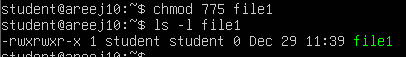 student@areej10:~$ chmod 775 file1
student@areej10:~$ ls -l file1
-rwxrwxr-x 1 student student 0 Dec 29 11:39 file1